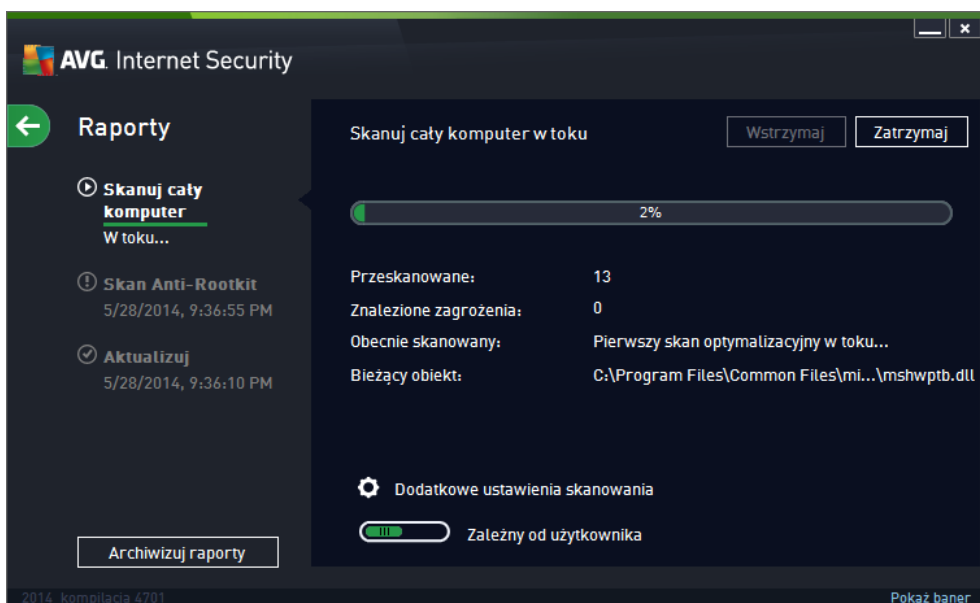 AVG. Internet Security
Raporty
Skanuj cały
komputer
W toku...
Skan Anti-Rootkit
5/28/2014, 9:36:55 PM
Aktualizuj
5/28/2014, 9:36:10 PM
Archiwizuj raporty
Skanuj cały komputer w toku
Wstrzymaj
Zatrzymaj
2%
Przeskanowane: 13
Znalezione zagrożenia: 0
Obecnie skanowany: Pierwszy skan optymalizacyjny w toku...
Bieżący obiekt: C:\Program Files\Common Files\mi...\mshwptb.dll
Dodatkowe ustawienia skanowania
Zależny od użytkownika
2014 kompilacja 4701
Pokaż baner